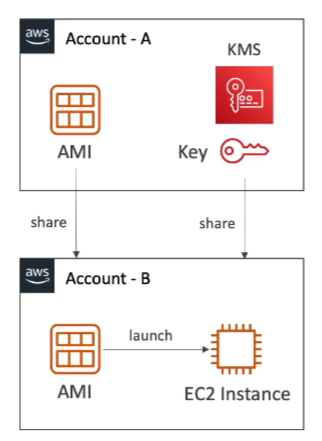 aws
Account - A
KMS
AMI
Key
share
share
aws
Account - B
launch
AMI
EC2 Instance